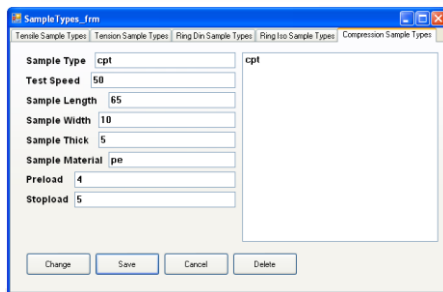 SampleTypes_frm
Tensile Sample Types Tension Sample Types Ring Din Sample Types Ring Iso Sample Types Compression Sample Types
Sample Type cpt
Test Speed 50
Sample Length 65
Sample Width 10
Sample Thick 5
Sample Material pe
Preload 4
Stopload 5
cpt
Change Save Cancel Delete